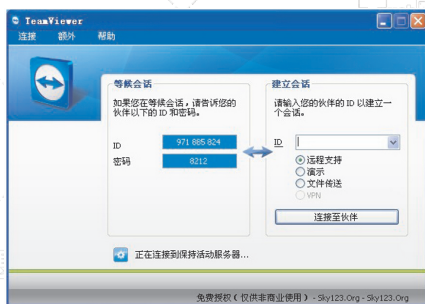 TeamViewer
连接 额外 帮助
等候会话
如果您在等候会话，请告诉您的
伙伴以下的 ID 和密码。
ID 971 885 824
密码 8212
建立会话
请输入您的伙伴的 ID 以建立一
个会话。
ID
远程支持
演示
文件传送
VPN
连接至伙伴
正在连接到保持活动服务器...
免费授权（仅供非商业使用）- Sky123.Org - Sky123.Org